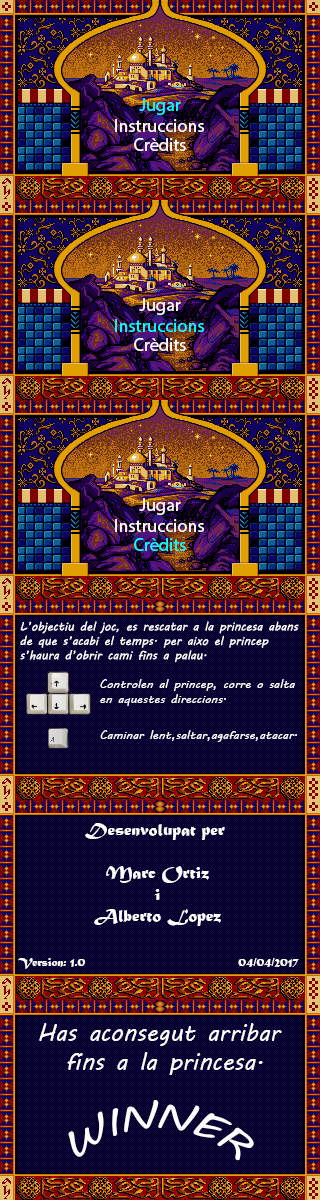 Jugar
Instruccions
Crèdits
Jugar
Instruccions
Crèdits
Jugar
Instruccions
Crèdits
L'objectiu del joc, es rescatar a la princesa abans
de que s'acabi el temps. per aixo el princep
s'haura d'obrir cami fins a palau.
Controlen al princep, corre o salta
en aquestes direccions.
A
Caminar lent,saltar,agafarse,atacar.
Desenvolupat per
Marc Ortiz
i
Alberto Lopez
Version: 1.0 04/04/2017
Has aconsegut arribar
fins a la princesa.
WINNER